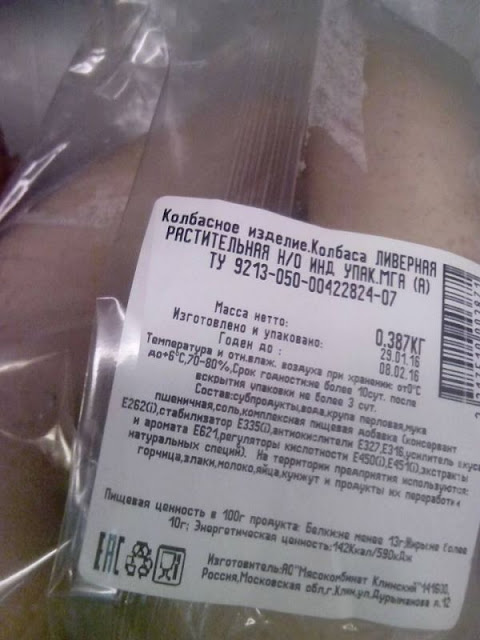 Колбасное изделие.Колбаса ЛИВЕРНАЯ
РАСТИТЕЛЬНАЯ Н/О ИНД УПАК.МГА (А)
ТУ 9213-050-00422824-07
Масса нетто: 0.387КГ
Изготовлено и упаковано: 29.01.16
Годен до : 08.02.16
Температура и отн.влаж. воздуха при хранении: от0°С
до+6°С,70-80%,Срок годности:не более 10сут. после
вскрытия упаковки не более 3 сут.
Состав:субпродукты,вода,крупа перловая,мука
пшеничная,соль,комплексная пищевая добавка (консервант
Е262(i),стабилизатор Е335(i),антиокислители Е327,Е316,усилитель вкуса
и аромата Е621,регуляторы кислотности Е450(i),Е451(i),экстракты
натуральных специй). На территории предприятия используются:
горчица,злаки,молоко,яйца,кунжут и продукты их переработки
Пищевая ценность в 100г продукта: Белки:не менее 13г;Жиры:не более
10г; Энергетическая ценность:142Ккал/590кДж
ЕАС
Изготовитель:АО "Мясокомбинат Клинский" 141600,
Россия,Московская обл,г.Клин,ул.Дурыманова д.12